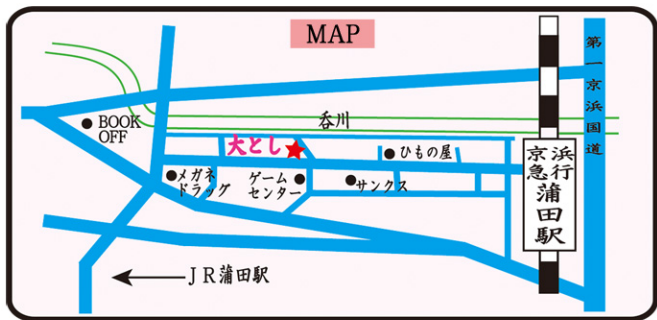 MAP
第一京浜国道
BOOK
OFF
呑川
大とし
ひもの屋
京浜
急行
蒲田駅
メガネ
ドラッグ
ゲーム
センター
サンクス
JR蒲田駅